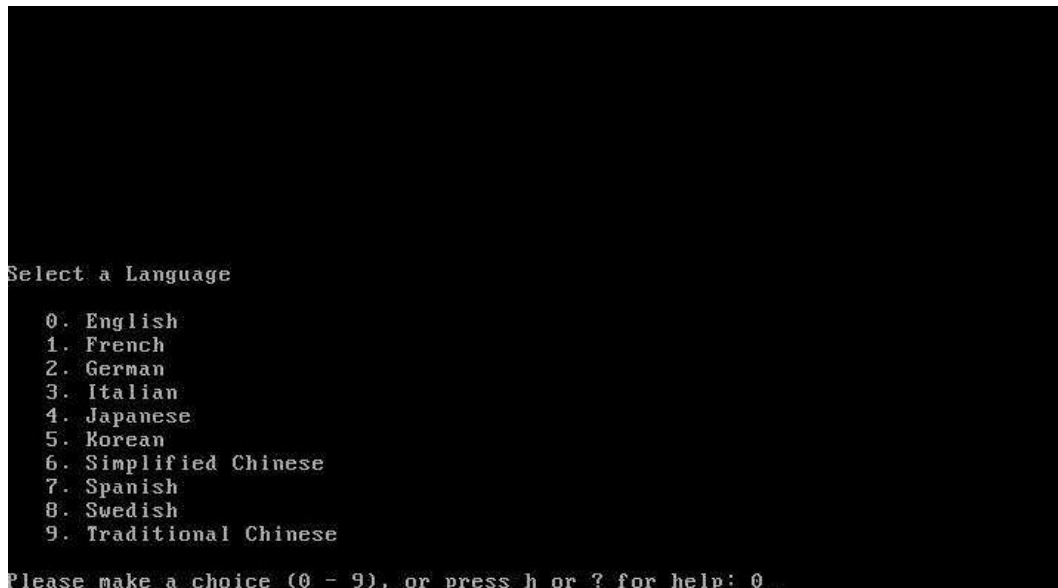 Select a Language
0. English
1. French
2. German
3. Italian
4. Japanese
5. Korean
6. Simplified Chinese
7. Spanish
8. Swedish
9. Traditional Chinese
Please make a choice (0 - 9), or press h or ? for help: 0_